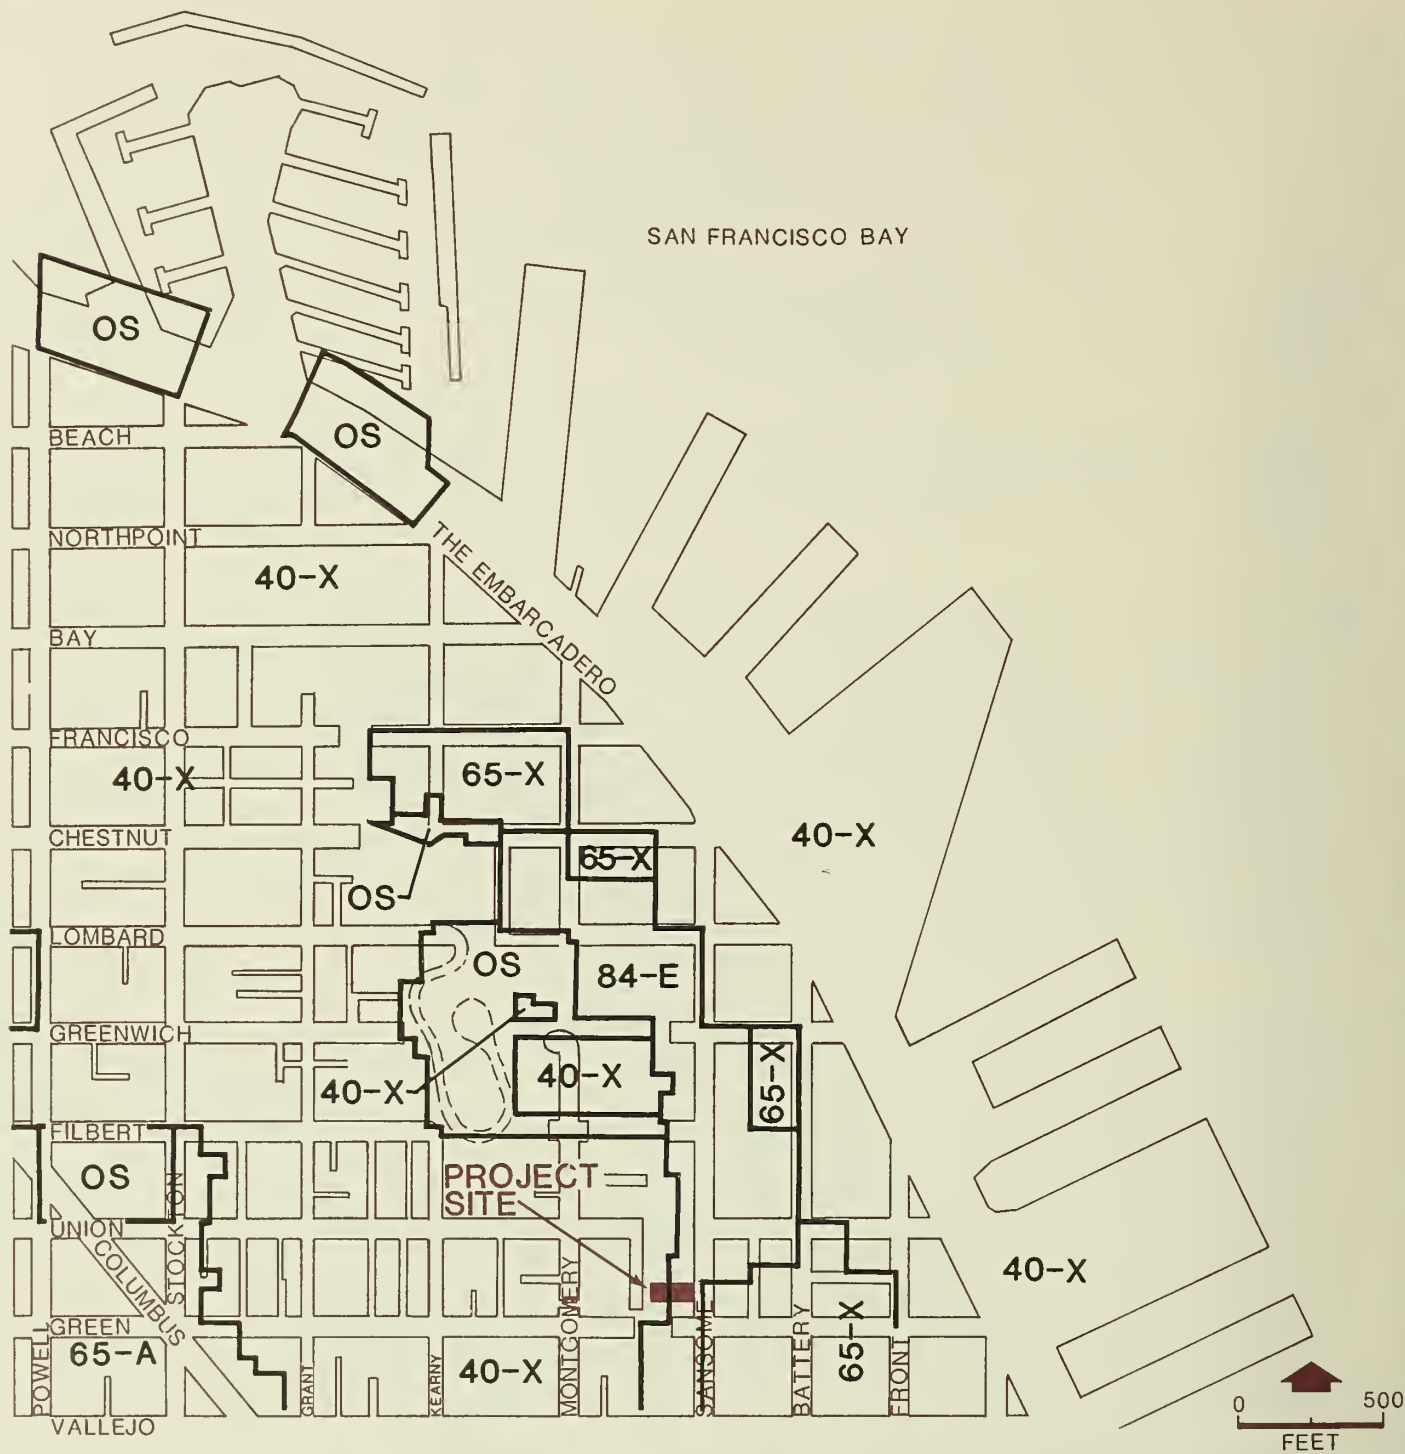 SAN FRANCISCO BAY
OS
OS
BEACH
NORTHPOINT
THE EMBARCADERO
40-X
BAY
FRANCISCO
40-X
65-X
CHESTNUT
40-X
65-X
OS
LOMBARD
OS
84-E
GREENWICH
40-X
40-X
65-X
FILBERT
OS
PROJECT
SITE
STOCKTON
UNION
COLUMBUS
40-X
GREEN
65-A
POWELL
GRANT
KEARNY
40-X
MONTGOMERY
SANSOME
BATTERY
65-X
FRONT
VALLEJO
0
500
FEET